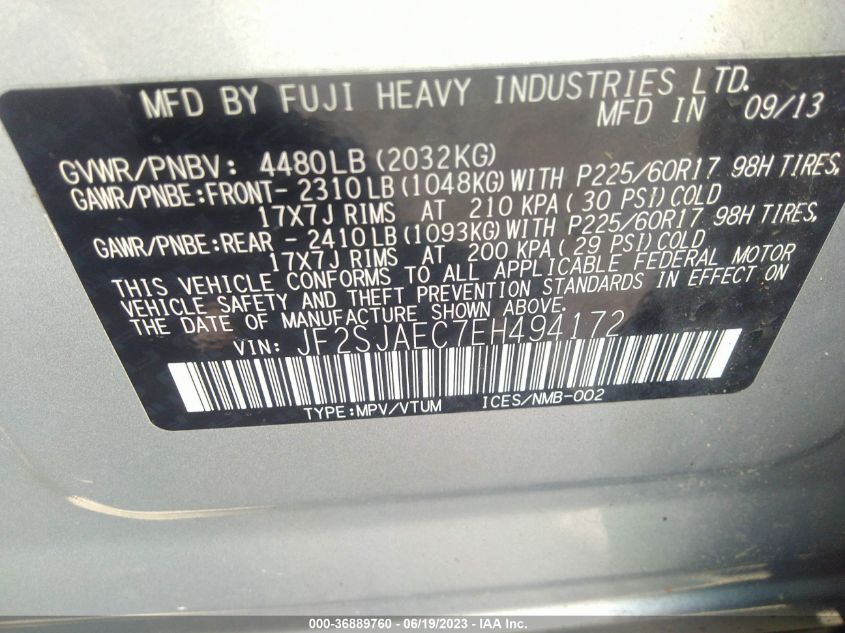 MFD BY FUJI HEAVY INDUSTRIES LTD.
MFD IN 09/13
GVWR/PNBV: 4480LB(2032KG)
GAWR/PNBE:FRONT- 2310LB(1048KG)WITH P225/60R17 98H TIRES,
17X7J RIMS AT 210 KPA( 30 PSI)COLD
GAWR/PNBE:REAR - 2410LB(1093KG)WITH P225/60R17 98H TIRES,
17X7J RIMS AT 200 KPA( 29 PSI)COLD
THIS VEHICLE CONFORMS TO ALL APPLICABLE FEDERAL MOTOR
VEHICLE SAFETY AND THEFT PREVENTION STANDARDS IN EFFECT ON
THE DATE OF MANUFACTURE SHOWN ABOVE.
VIN: JF2SJAEC7EH494172
TYPE:MPV/VTUM ICES/NMB-002
000-36889760 - 06/19/2023 - IAA Inc.